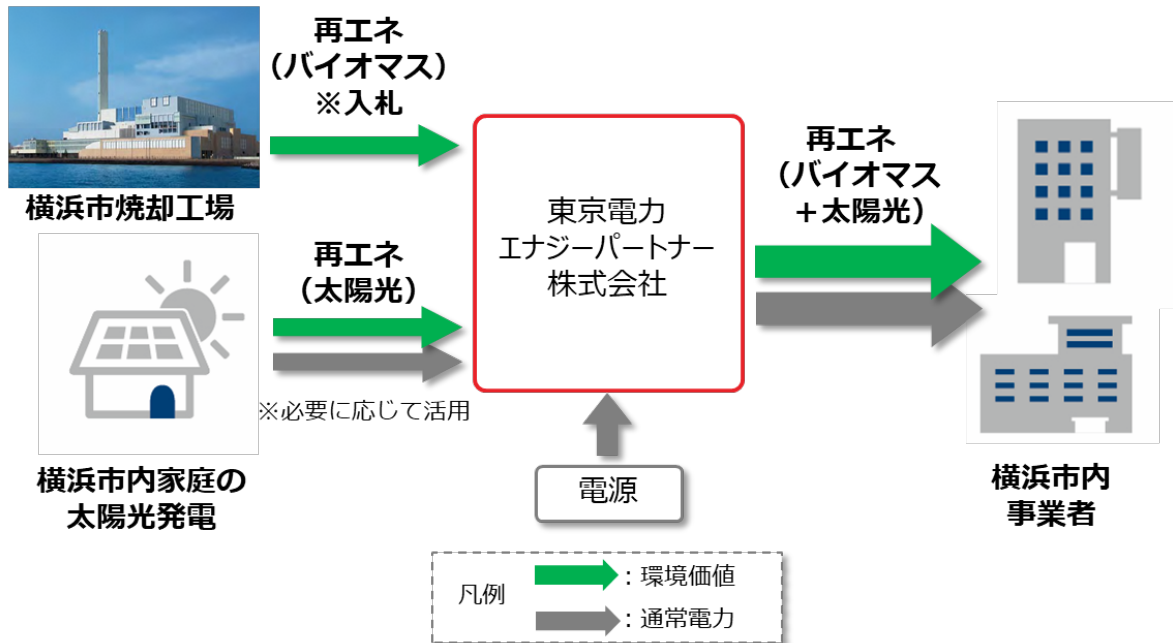 再エネ
（バイオマス）
※入札
横浜市焼却工場
再エネ
（太陽光）
※必要に応じて活用
横浜市内家庭の
太陽光発電
東京電力
エナジーパートナー
株式会社
電源
再エネ
（バイオマス
＋太陽光）
横浜市内
事業者
凡例
：環境価値
：通常電力